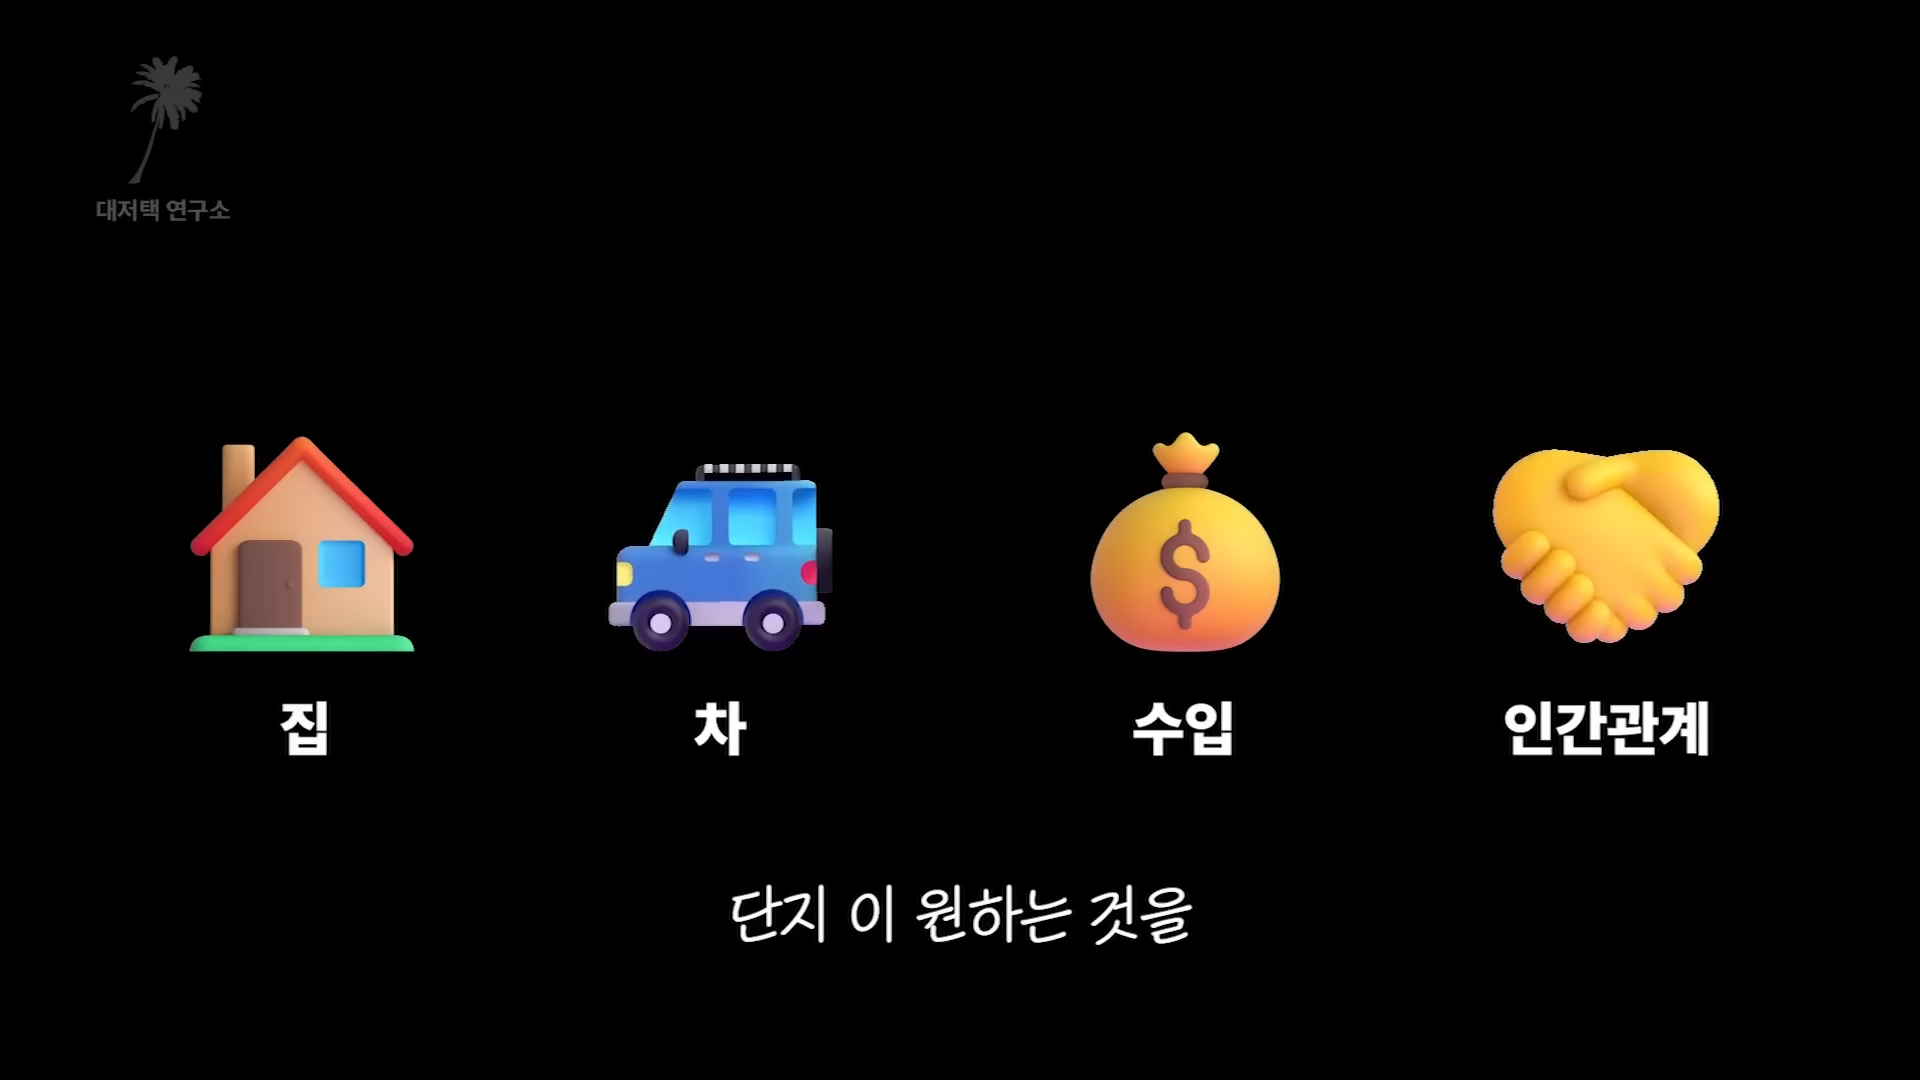 대저택 연구소
집
차
수입
인간관계
단지 이 원하는 것을